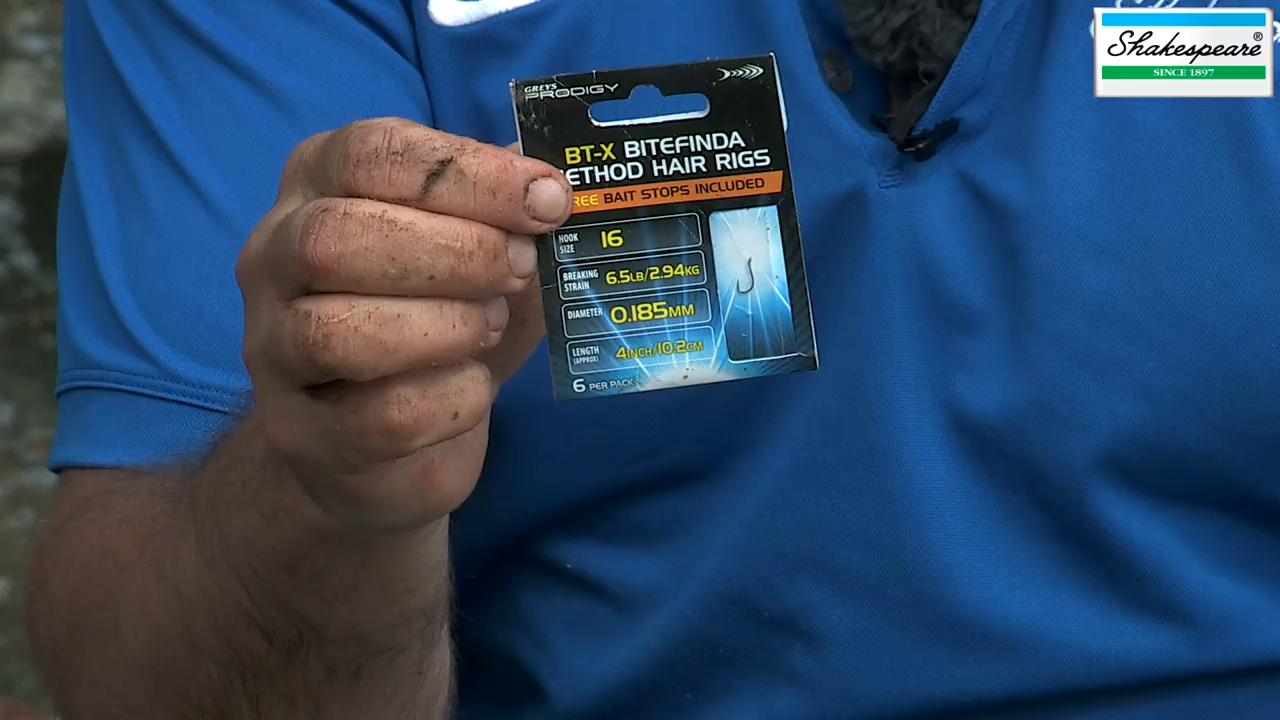 Shakespeare®
SINCE 1897
GREYS
PRODIGY
BT-X BITEFINDA
ETHOD HAIR RIGS
REE BAIT STOPS INCLUDED
HOOK
SIZE
16
BREAKING
STRAIN
6.5LB/2.94KG
DIAMETER
0.185MM
LENGTH
(APPROX)
4INCH/10.2CM
6 PER PACK